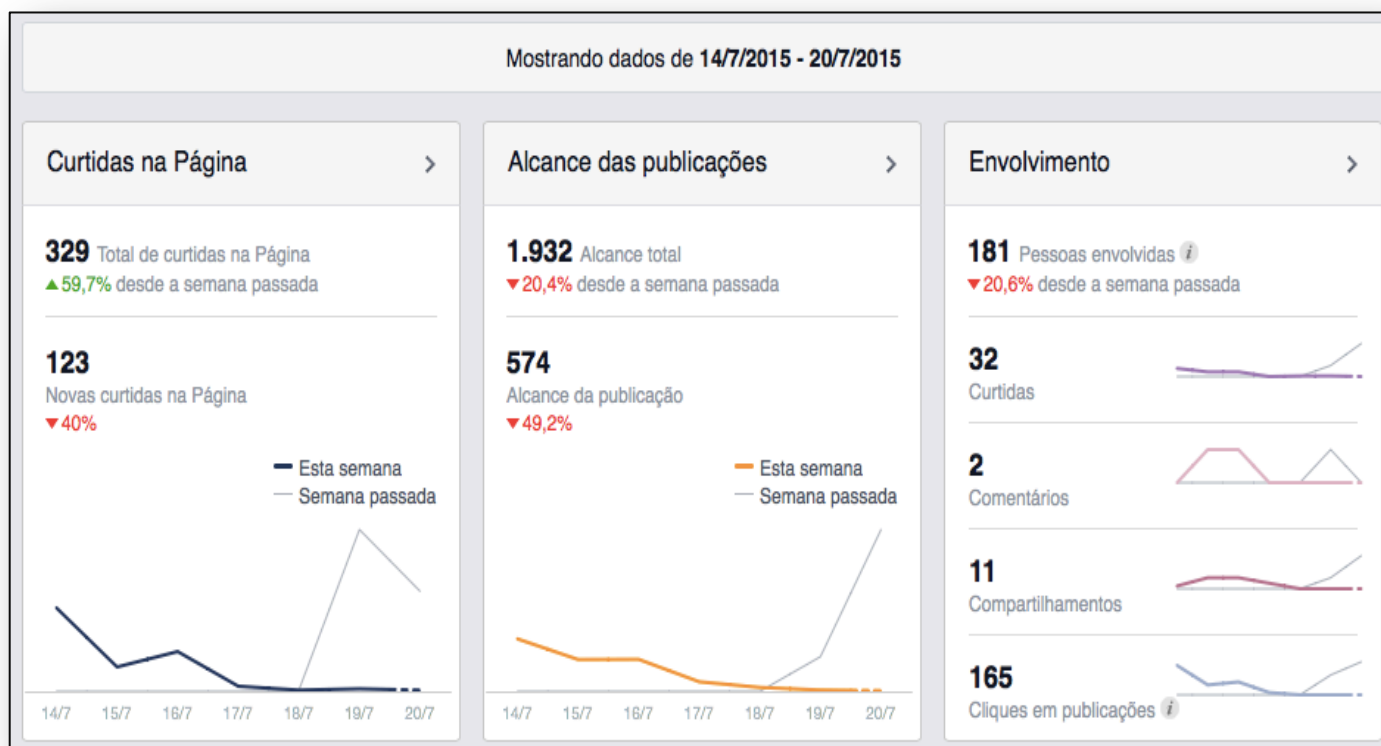 Mostrando dados de 14/7/2015 - 20/7/2015
Curtidas na Página
329 Total de curtidas na Página
▲59,7% desde a semana passada
123
Novas curtidas na Página
▼40%
Esta semana
Semana passada
14/7 15/7 16/7 17/7 18/7 19/7 20/7
Alcance das publicações
1.932 Alcance total
▼20,4% desde a semana passada
574
Alcance da publicação
▼49,2%
Esta semana
Semana passada
14/7 15/7 16/7 17/7 18/7 19/7 20/7
Envolvimento
181 Pessoas envolvidas i
▼20,6% desde a semana passada
32
Curtidas
2
Comentários
11
Compartilhamentos
165
Cliques em publicações i